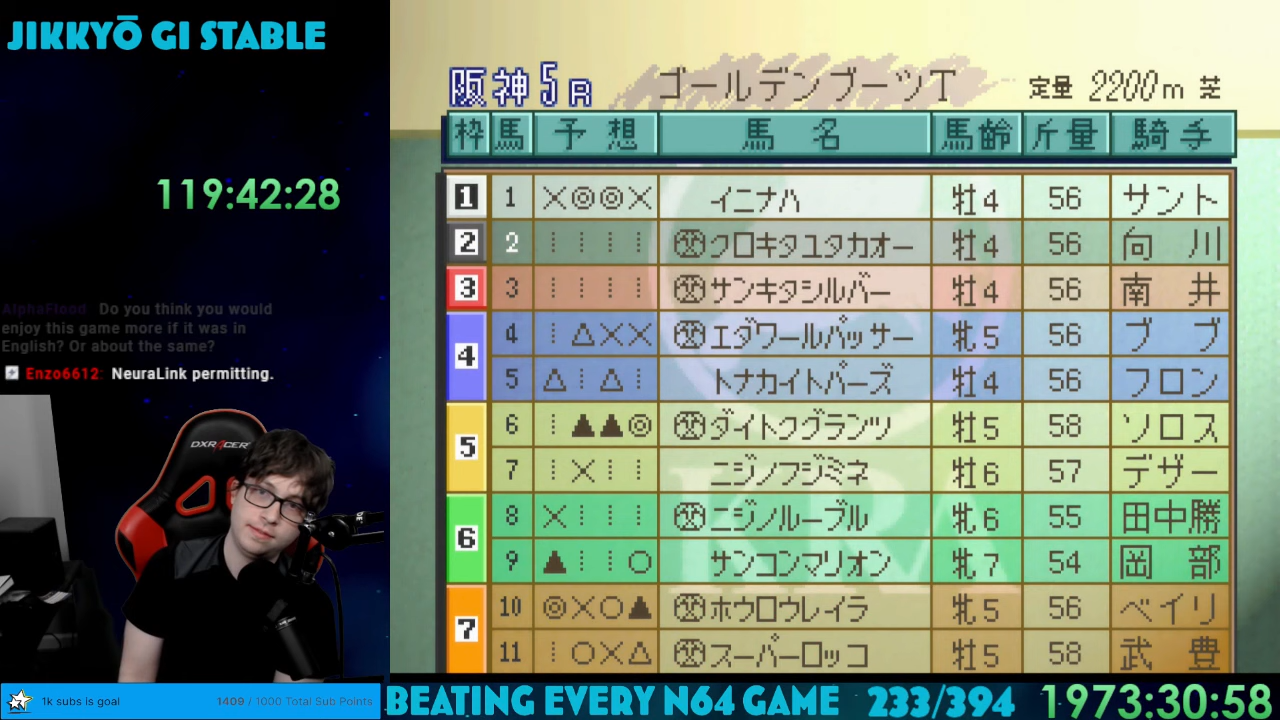 JIKKYŌ GI STABLE
119:42:28
AlphaFlood Do you think you would
enjoy this game more if it was in
English? Or about the same?
Enzo6612: NeuraLink permitting.
DXRACER
1k subs is goal 1409 / 1000 Total Sub Points
阪神5R ゴールデンブーツT 定量 2200m 芝
枠 馬 予想 馬名 馬齢 斤量 騎手
1 1 ×◎◎× イニナハ 牡4 56 サント
2 2 ⁝⁝⁝⁝ クロキタユタカオー 牡4 56 向川
3 3 ⁝⁝⁝⁝ サンキタシルバー 牡4 56 南井
4 4 ⁝△×× エダワールパッサー 牝5 56 ブブ
5 △⁝△⁝ トナカイトパーズ 牡4 56 フロン
5 6 ⁝▲▲◎ ダイトクグランツ 牡5 58 ソロス
7 ⁝×⁝⁝ ニジノフジミネ 牡6 57 デザー
6 8 ×⁝⁝⁝ ニジノルーブル 牝6 55 田中勝
9 ▲⁝⁝○ サンコンマリオン 牝7 54 岡部
7 10 ◎×○▲ ホウロウレイラ 牝5 56 ベイリ
11 ⁝○×△ スーパーロッコ 牡5 58 武豊
BEATING EVERY N64 GAME 233/394 1973:30:58